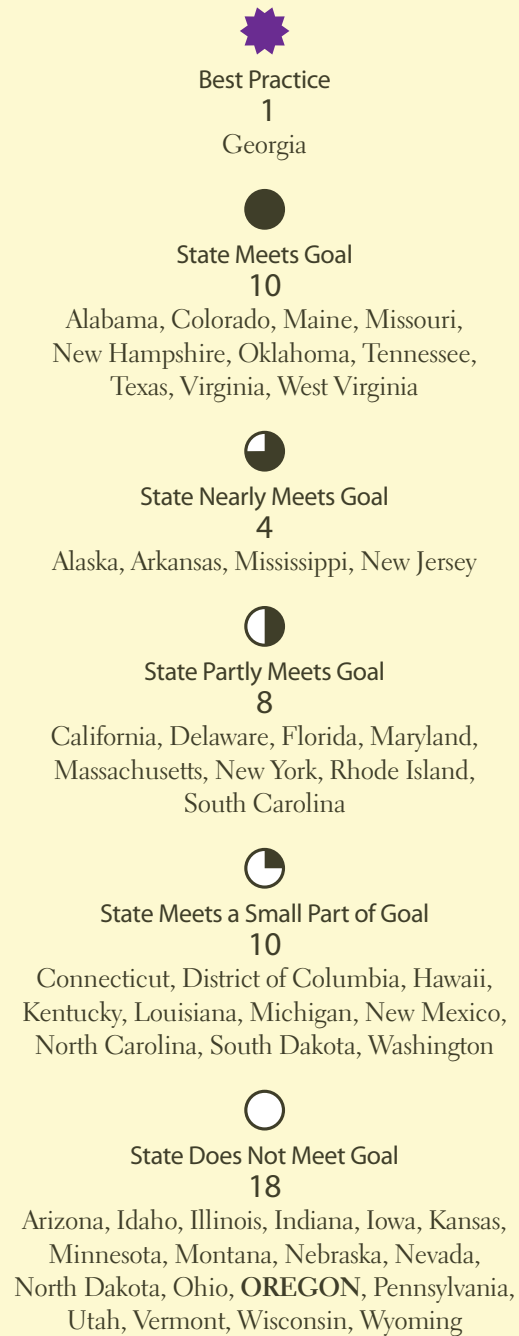 Best Practice
1
Georgia
State Meets Goal
10
Alabama, Colorado, Maine, Missouri,
New Hampshire, Oklahoma, Tennessee,
Texas, Virginia, West Virginia
State Nearly Meets Goal
4
Alaska, Arkansas, Mississippi, New Jersey
State Partly Meets Goal
8
California, Delaware, Florida, Maryland,
Massachusetts, New York, Rhode Island,
South Carolina
State Meets a Small Part of Goal
10
Connecticut, District of Columbia, Hawaii,
Kentucky, Louisiana, Michigan, New Mexico,
North Carolina, South Dakota, Washington
State Does Not Meet Goal
18
Arizona, Idaho, Illinois, Indiana, Iowa, Kansas,
Minnesota, Montana, Nebraska, Nevada,
North Dakota, Ohio, OREGON, Pennsylvania,
Utah, Vermont, Wisconsin, Wyoming